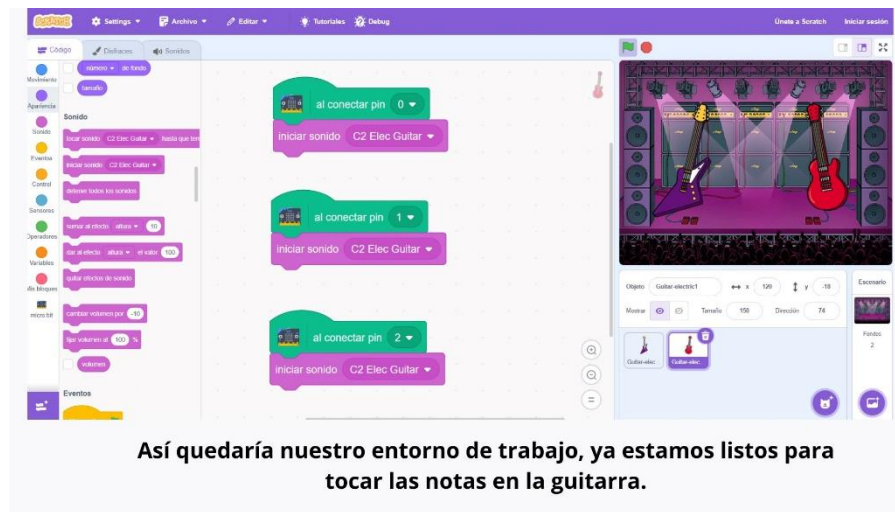 SCRATCH
Settings
Archivo
Editar
Tutoriales
Debug
Únete a Scratch
Iniciar sesión
Código
Disfraces
Sonidos
Movimiento
Apariencia
Sonido
Eventos
Control
Sensores
Operadores
Variables
Mis bloques
micro:bit
número de fondo
tamaño
Sonido
tocar sonido C2 Elec Guitar hasta que ter
iniciar sonido C2 Elec Guitar
detener todos los sonidos
sumar al efecto altura 10
dar al efecto altura el valor 100
quitar efectos de sonido
cambiar volumen por -10
fijar volumen al 100 %
volumen
Eventos
al conectar pin 0
iniciar sonido C2 Elec Guitar
al conectar pin 1
iniciar sonido C2 Elec Guitar
al conectar pin 2
iniciar sonido C2 Elec Guitar
Objeto Guitar-electric1 x 120 y -18
Mostrar Tamaño 150 Dirección 74
Guitar-elec
Guitar-elec
Escenario
Fondos
2
Así quedaría nuestro entorno de trabajo, ya estamos listos para
tocar las notas en la guitarra.